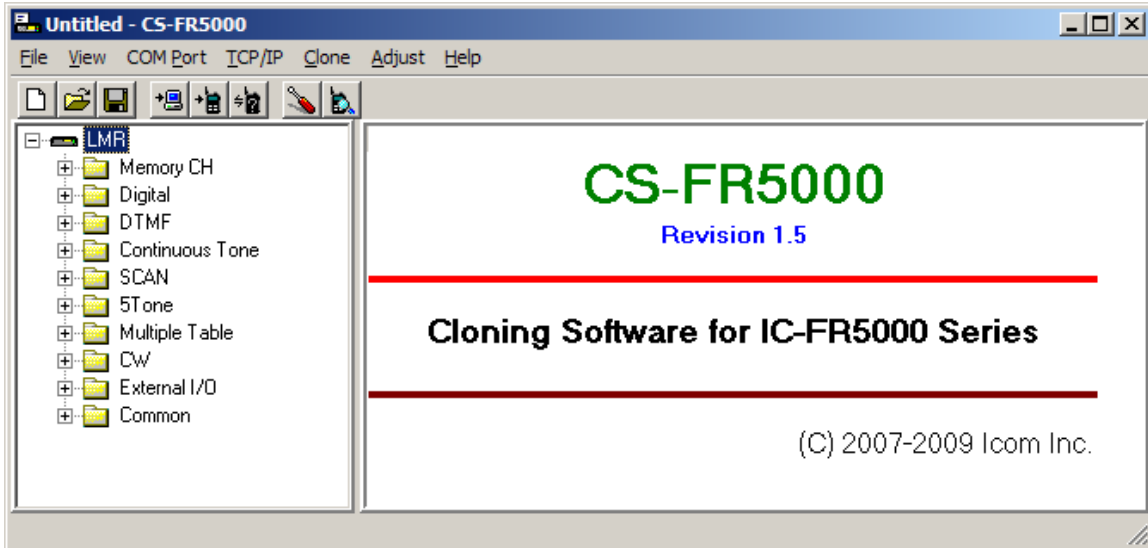 Untitled - CS-FR5000
File View COM Port TCP/IP Clone Adjust Help
LMR
Memory CH
Digital
DTMF
Continuous Tone
SCAN
5Tone
Multiple Table
CW
External I/O
Common
CS-FR5000
Revision 1.5
Cloning Software for IC-FR5000 Series
(C) 2007-2009 Icom Inc.